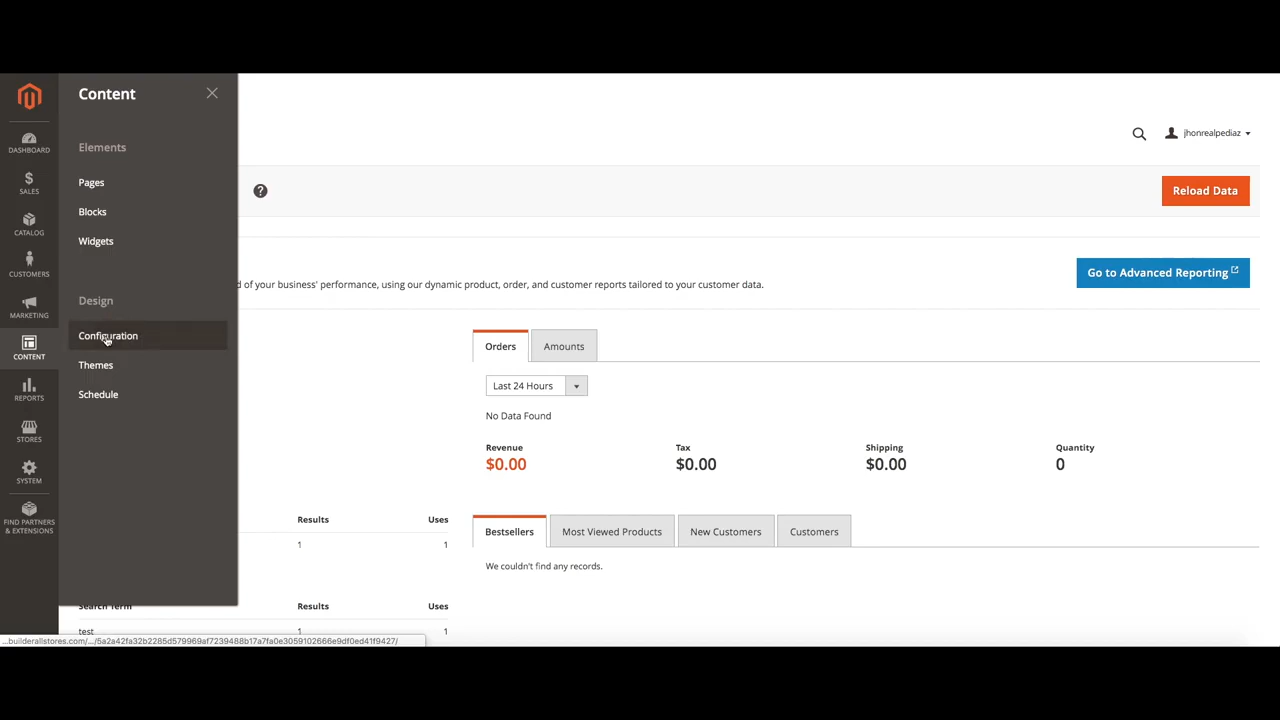 Content
Elements
Pages
Blocks
Widgets
Design
Configuration
Themes
Schedule
DASHBOARD
SALES
CATALOG
CUSTOMERS
MARKETING
CONTENT
REPORTS
STORES
SYSTEM
FIND PARTNERS
& EXTENSIONS
jhonrealpediaz
?
Reload Data
d of your business' performance, using our dynamic product, order, and customer reports tailored to your customer data.
Go to Advanced Reporting
Orders
Amounts
Last 24 Hours
No Data Found
Revenue
Tax
Shipping
Quantity
$0.00
$0.00
$0.00
0
Results
Uses
1
1
Bestsellers
Most Viewed Products
New Customers
Customers
We couldn't find any records.
Search Term
Results
Uses
test
1
1
...builderallstores.com/.../5a2a42fa32b2285d579969af7239488b17a7fa0e3059102666e9df0ed41f9427/